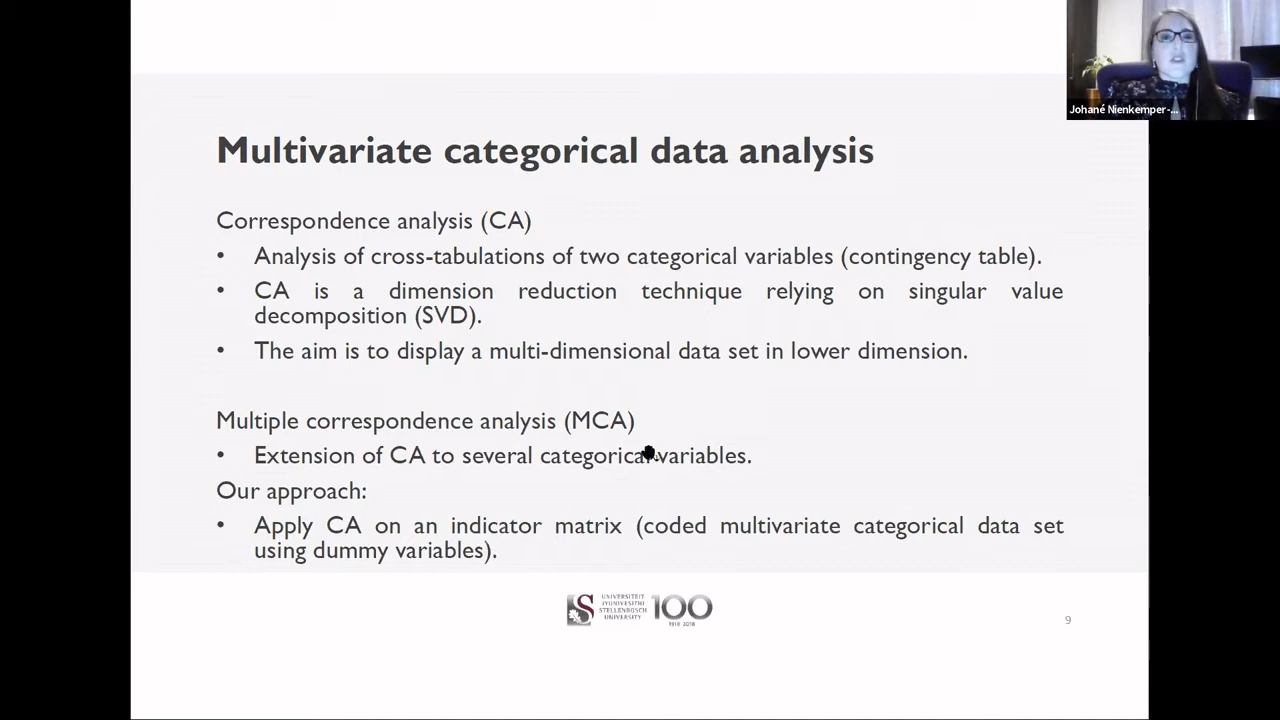 Johané Nienkemper-...
Multivariate categorical data analysis
Correspondence analysis (CA)
• Analysis of cross-tabulations of two categorical variables (contingency table).
• CA is a dimension reduction technique relying on singular value
decomposition (SVD).
• The aim is to display a multi-dimensional data set in lower dimension.
Multiple correspondence analysis (MCA)
• Extension of CA to several categorical variables.
Our approach:
• Apply CA on an indicator matrix (coded multivariate categorical data set
using dummy variables).
UNIVERSITEIT
IYUNIVESITHI
STELLENBOSCH
UNIVERSITY
100
1918 2018
9